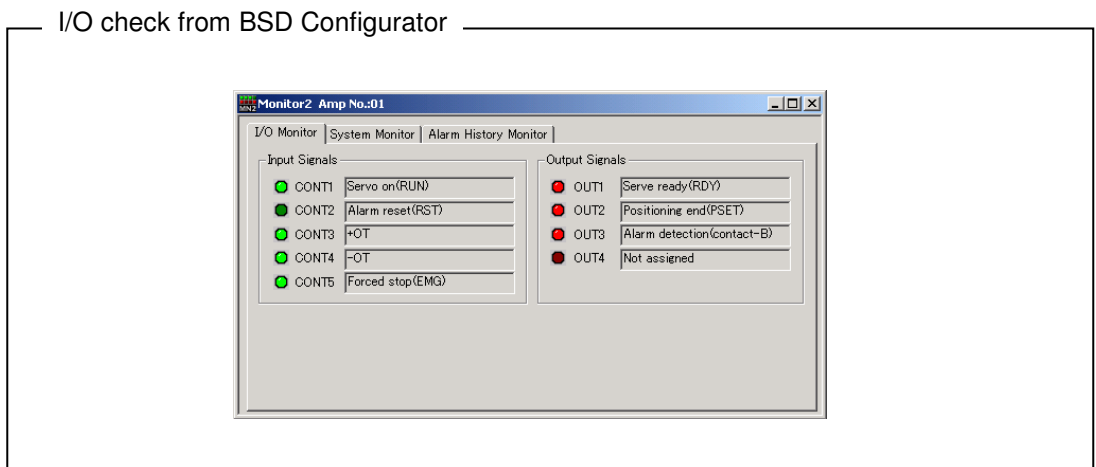 I/O check from BSD Configurator
MN2 Monitor2 Amp No.:01
I/O Monitor System Monitor Alarm History Monitor
Input Signals Output Signals
CONT1 Servo on(RUN) OUT1 Serve ready(RDY)
CONT2 Alarm reset(RST) OUT2 Positioning end(PSET)
CONT3 +OT OUT3 Alarm detection(contact-B)
CONT4 -OT OUT4 Not assigned
CONT5 Forced stop(EMG)